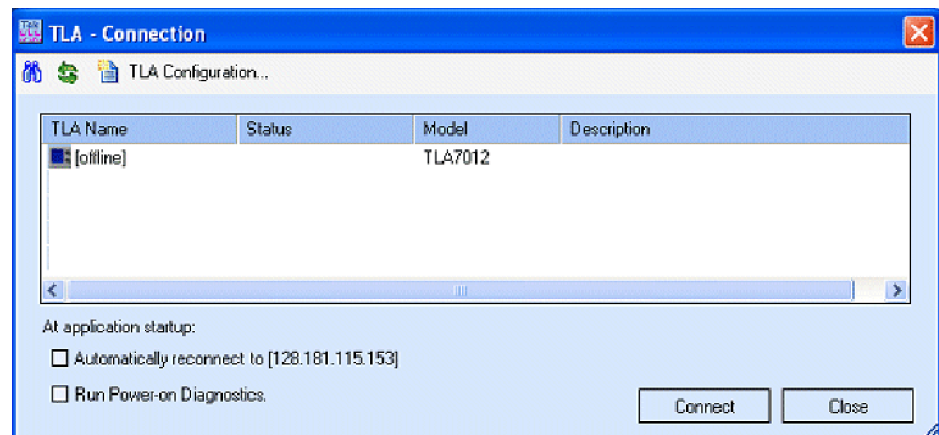 TLA - Connection
TLA Configuration...
TLA Name Status Model Description
[offline] TLA7012
At application startup:
Automatically reconnect to [128.181.115.153]
Run Power-on Diagnostics.
Connect Close